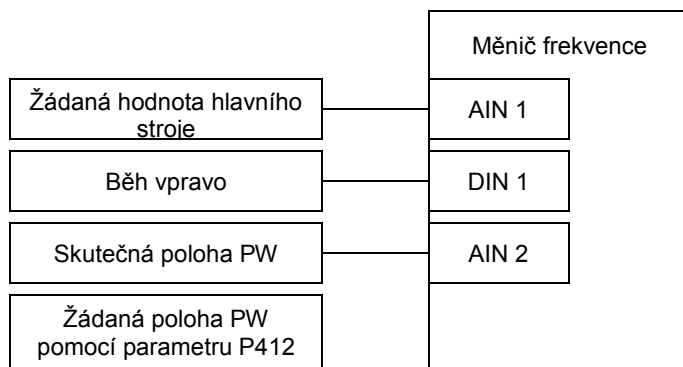 Měnič frekvence
Žádaná hodnota hlavního
stroje
AIN 1
Běh vpravo
DIN 1
Skutečná poloha PW
AIN 2
Žádaná poloha PW
pomocí parametru P412